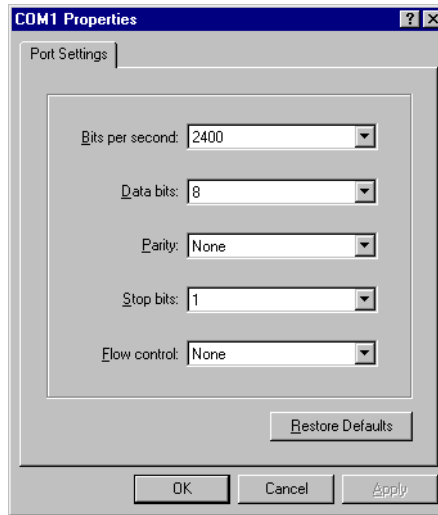 COM1 Properties
Port Settings
Bits per second: 2400
Data bits: 8
Parity: None
Stop bits: 1
Flow control: None
Restore Defaults
OK Cancel Apply